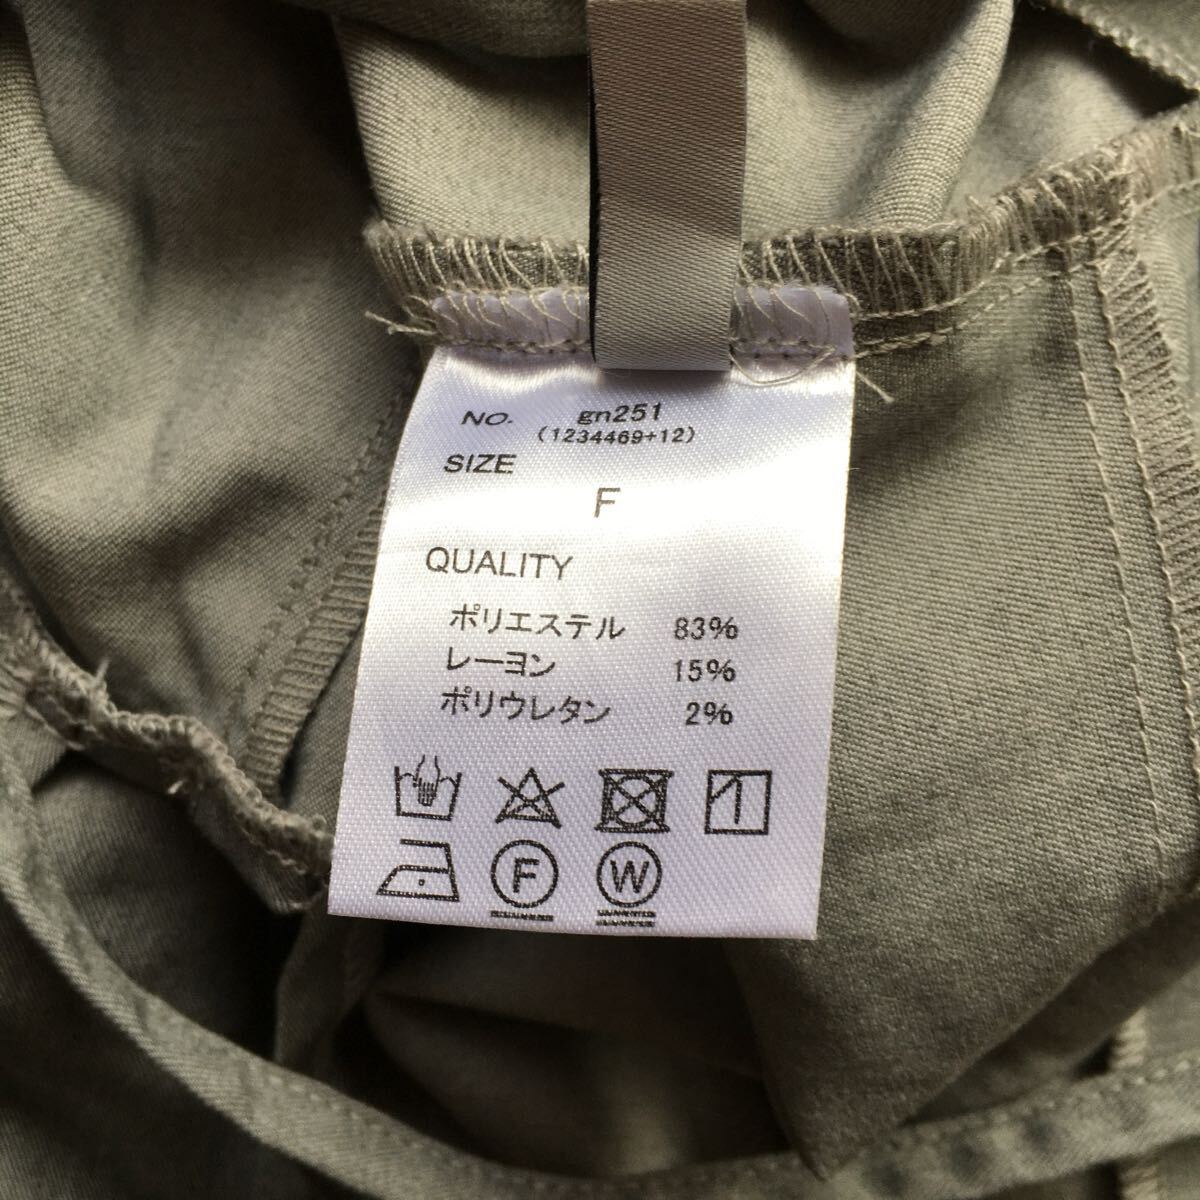 NO. gn251
(1234469+12)
SIZE
F
QUALITY
ポリエステル 83%
レーヨン 15%
ポリウレタン 2%
F W